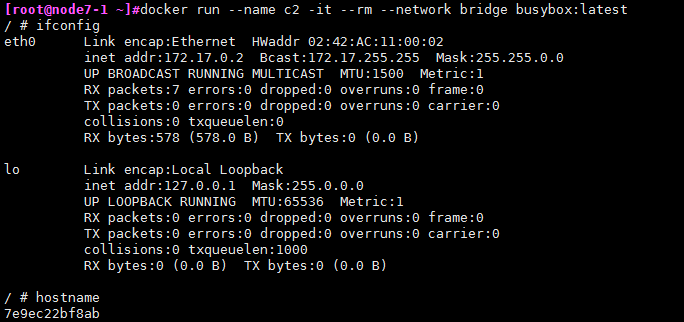 [root@node7-1 ~]#docker run --name c2 -it --rm --network bridge busybox:latest
/ # ifconfig
eth0      Link encap:Ethernet  HWaddr 02:42:AC:11:00:02
          inet addr:172.17.0.2  Bcast:172.17.255.255  Mask:255.255.0.0
          UP BROADCAST RUNNING MULTICAST  MTU:1500  Metric:1
          RX packets:7 errors:0 dropped:0 overruns:0 frame:0
          TX packets:0 errors:0 dropped:0 overruns:0 carrier:0
          collisions:0 txqueuelen:0
          RX bytes:578 (578.0 B)  TX bytes:0 (0.0 B)
lo        Link encap:Local Loopback
          inet addr:127.0.0.1  Mask:255.0.0.0
          UP LOOPBACK RUNNING  MTU:65536  Metric:1
          RX packets:0 errors:0 dropped:0 overruns:0 frame:0
          TX packets:0 errors:0 dropped:0 overruns:0 carrier:0
          collisions:0 txqueuelen:1000
          RX bytes:0 (0.0 B)  TX bytes:0 (0.0 B)
/ # hostname
7e9ec22bf8ab